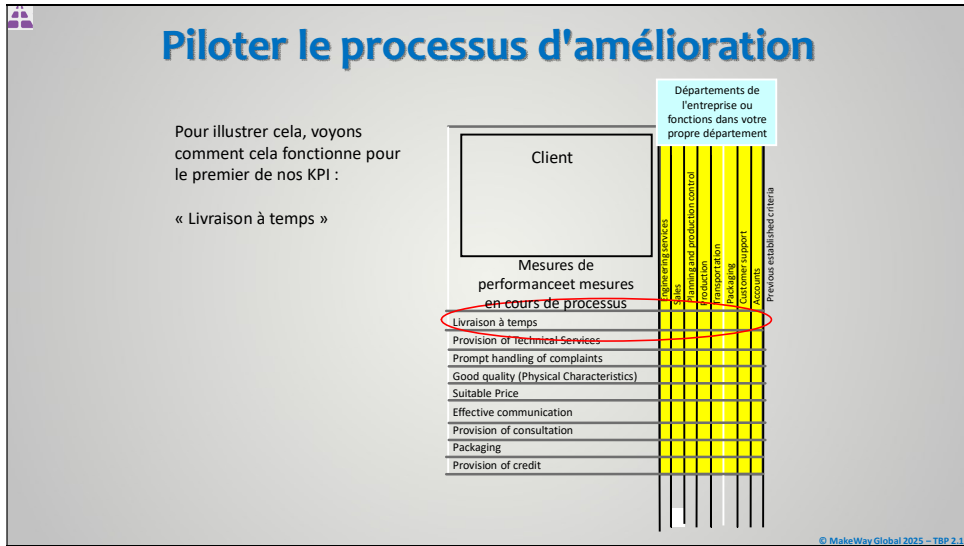 Piloter le processus d'amélioration
Départements de
l'entreprise ou
fonctions dans votre
propre département
Pour illustrer cela, voyons
comment cela fonctionne pour
le premier de nos KPI :
« Livraison à temps »
Client
Engineering services
Sales
Planning and production control
Production
Transportation
Packaging
Customer support
Accounts
Previous established criteria
Mesures de
performanceet mesures
en cours de processus
Livraison à temps
Provision of Technical Services
Prompt handling of complaints
Good quality (Physical Characteristics)
Suitable Price
Effective communication
Provision of consultation
Packaging
Provision of credit
© MakeWay Global 2025 – TBP 2.1